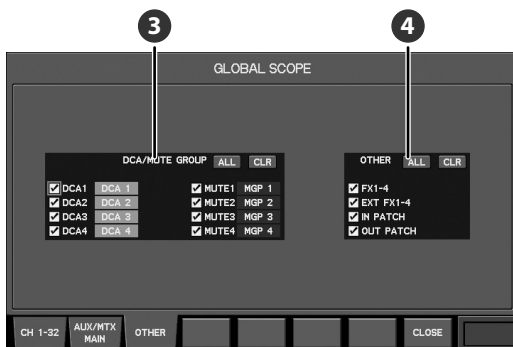 3 4
GLOBAL SCOPE
DCA/MUTE GROUP ALL CLR OTHER ALL CLR
DCA1 DCA 1 MUTE1 MGP 1 FX1-4
DCA2 DCA 2 MUTE2 MGP 2 EXT FX1-4
DCA3 DCA 3 MUTE3 MGP 3 IN PATCH
DCA4 DCA 4 MUTE4 MGP 4 OUT PATCH
CH 1-32 AUX/MTX MAIN OTHER CLOSE